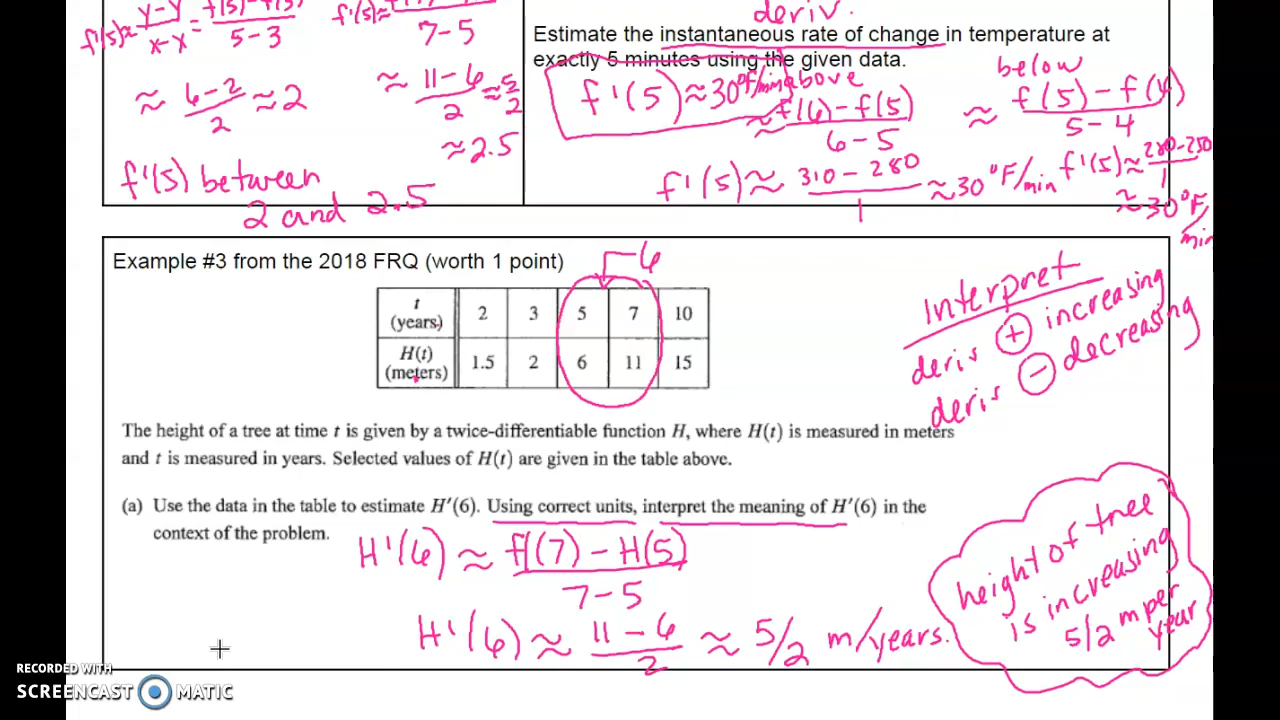 deriv.
f'(5)≈ y-y/x-x = f(5)-f(3)/5-3
f'(5)≈ 7-5
≈ 6-2/2 ≈ 2
≈ 11-6/2 ≈ 5/2
≈ 2.5
f'(5) between
2 and 2.5
Estimate the instantaneous rate of change in temperature at
exactly 5 minutes using the given data.
f'(5) ≈ 30°F/min
above
≈ f(6) - f(5)/6-5
below
≈ f(5) - f(4)/5-4
f'(5) ≈ 310-280/1 ≈ 30°F/min
f'(5) ≈ 280-250/1
≈ 30°F/min
Example #3 from the 2018 FRQ (worth 1 point)
6
t (years) 2 3 5 7 10
H(t) (meters) 1.5 2 6 11 15
Interpret
deriv + increasing
deriv - decreasing
The height of a tree at time t is given by a twice-differentiable function H, where H(t) is measured in meters
and t is measured in years. Selected values of H(t) are given in the table above.
(a) Use the data in the table to estimate H'(6). Using correct units, interpret the meaning of H'(6) in the
context of the problem.
H'(6) ≈ H(7) - H(5)/7-5
H'(6) ≈ 11-6/2 ≈ 5/2 m/years.
height of tree
is increasing
5/2 m per
year
RECORDED WITH
SCREENCAST MATIC